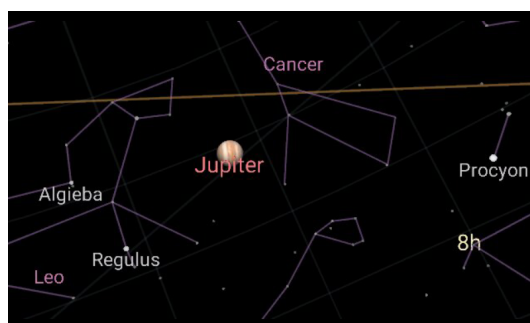 Cancer
Jupiter
Procyon
Algieba
8h
Regulus
Leo